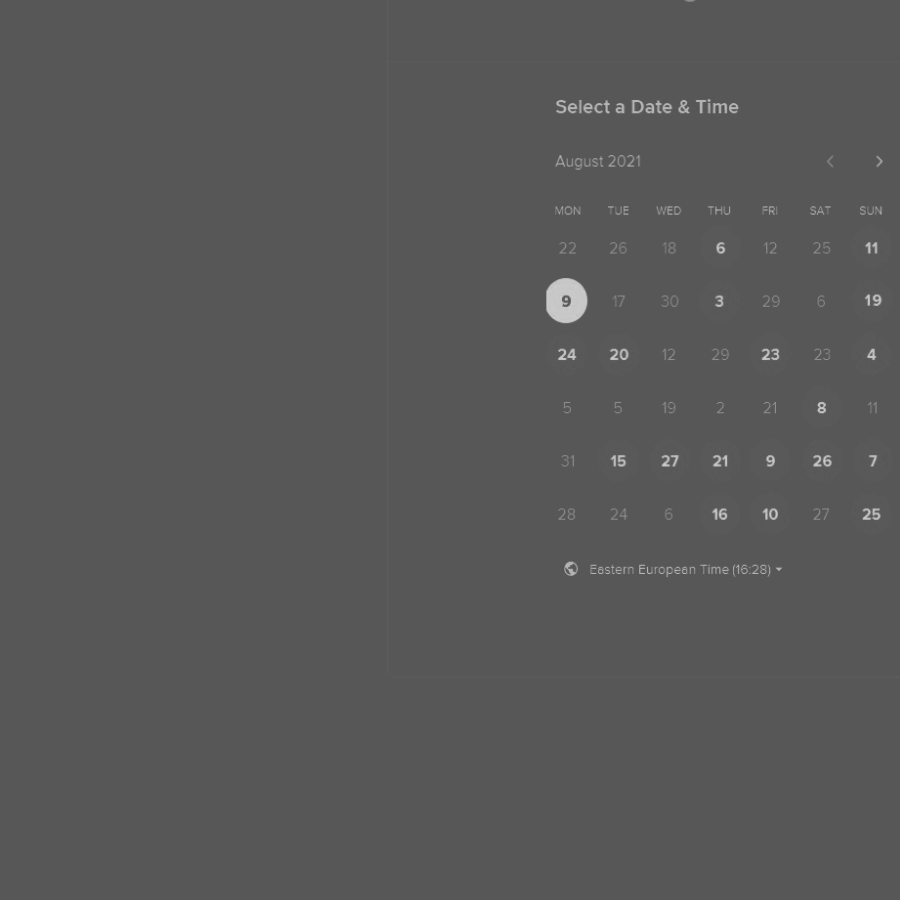 Select a Date & Time
August 2021
MON TUE WED THU FRI SAT SUN
22 26 18 6 12 25 11
9 17 30 3 29 6 19
24 20 12 29 23 23 4
5 5 19 2 21 8 11
31 15 27 21 9 26 7
28 24 6 16 10 27 25
Eastern European Time (16:28)